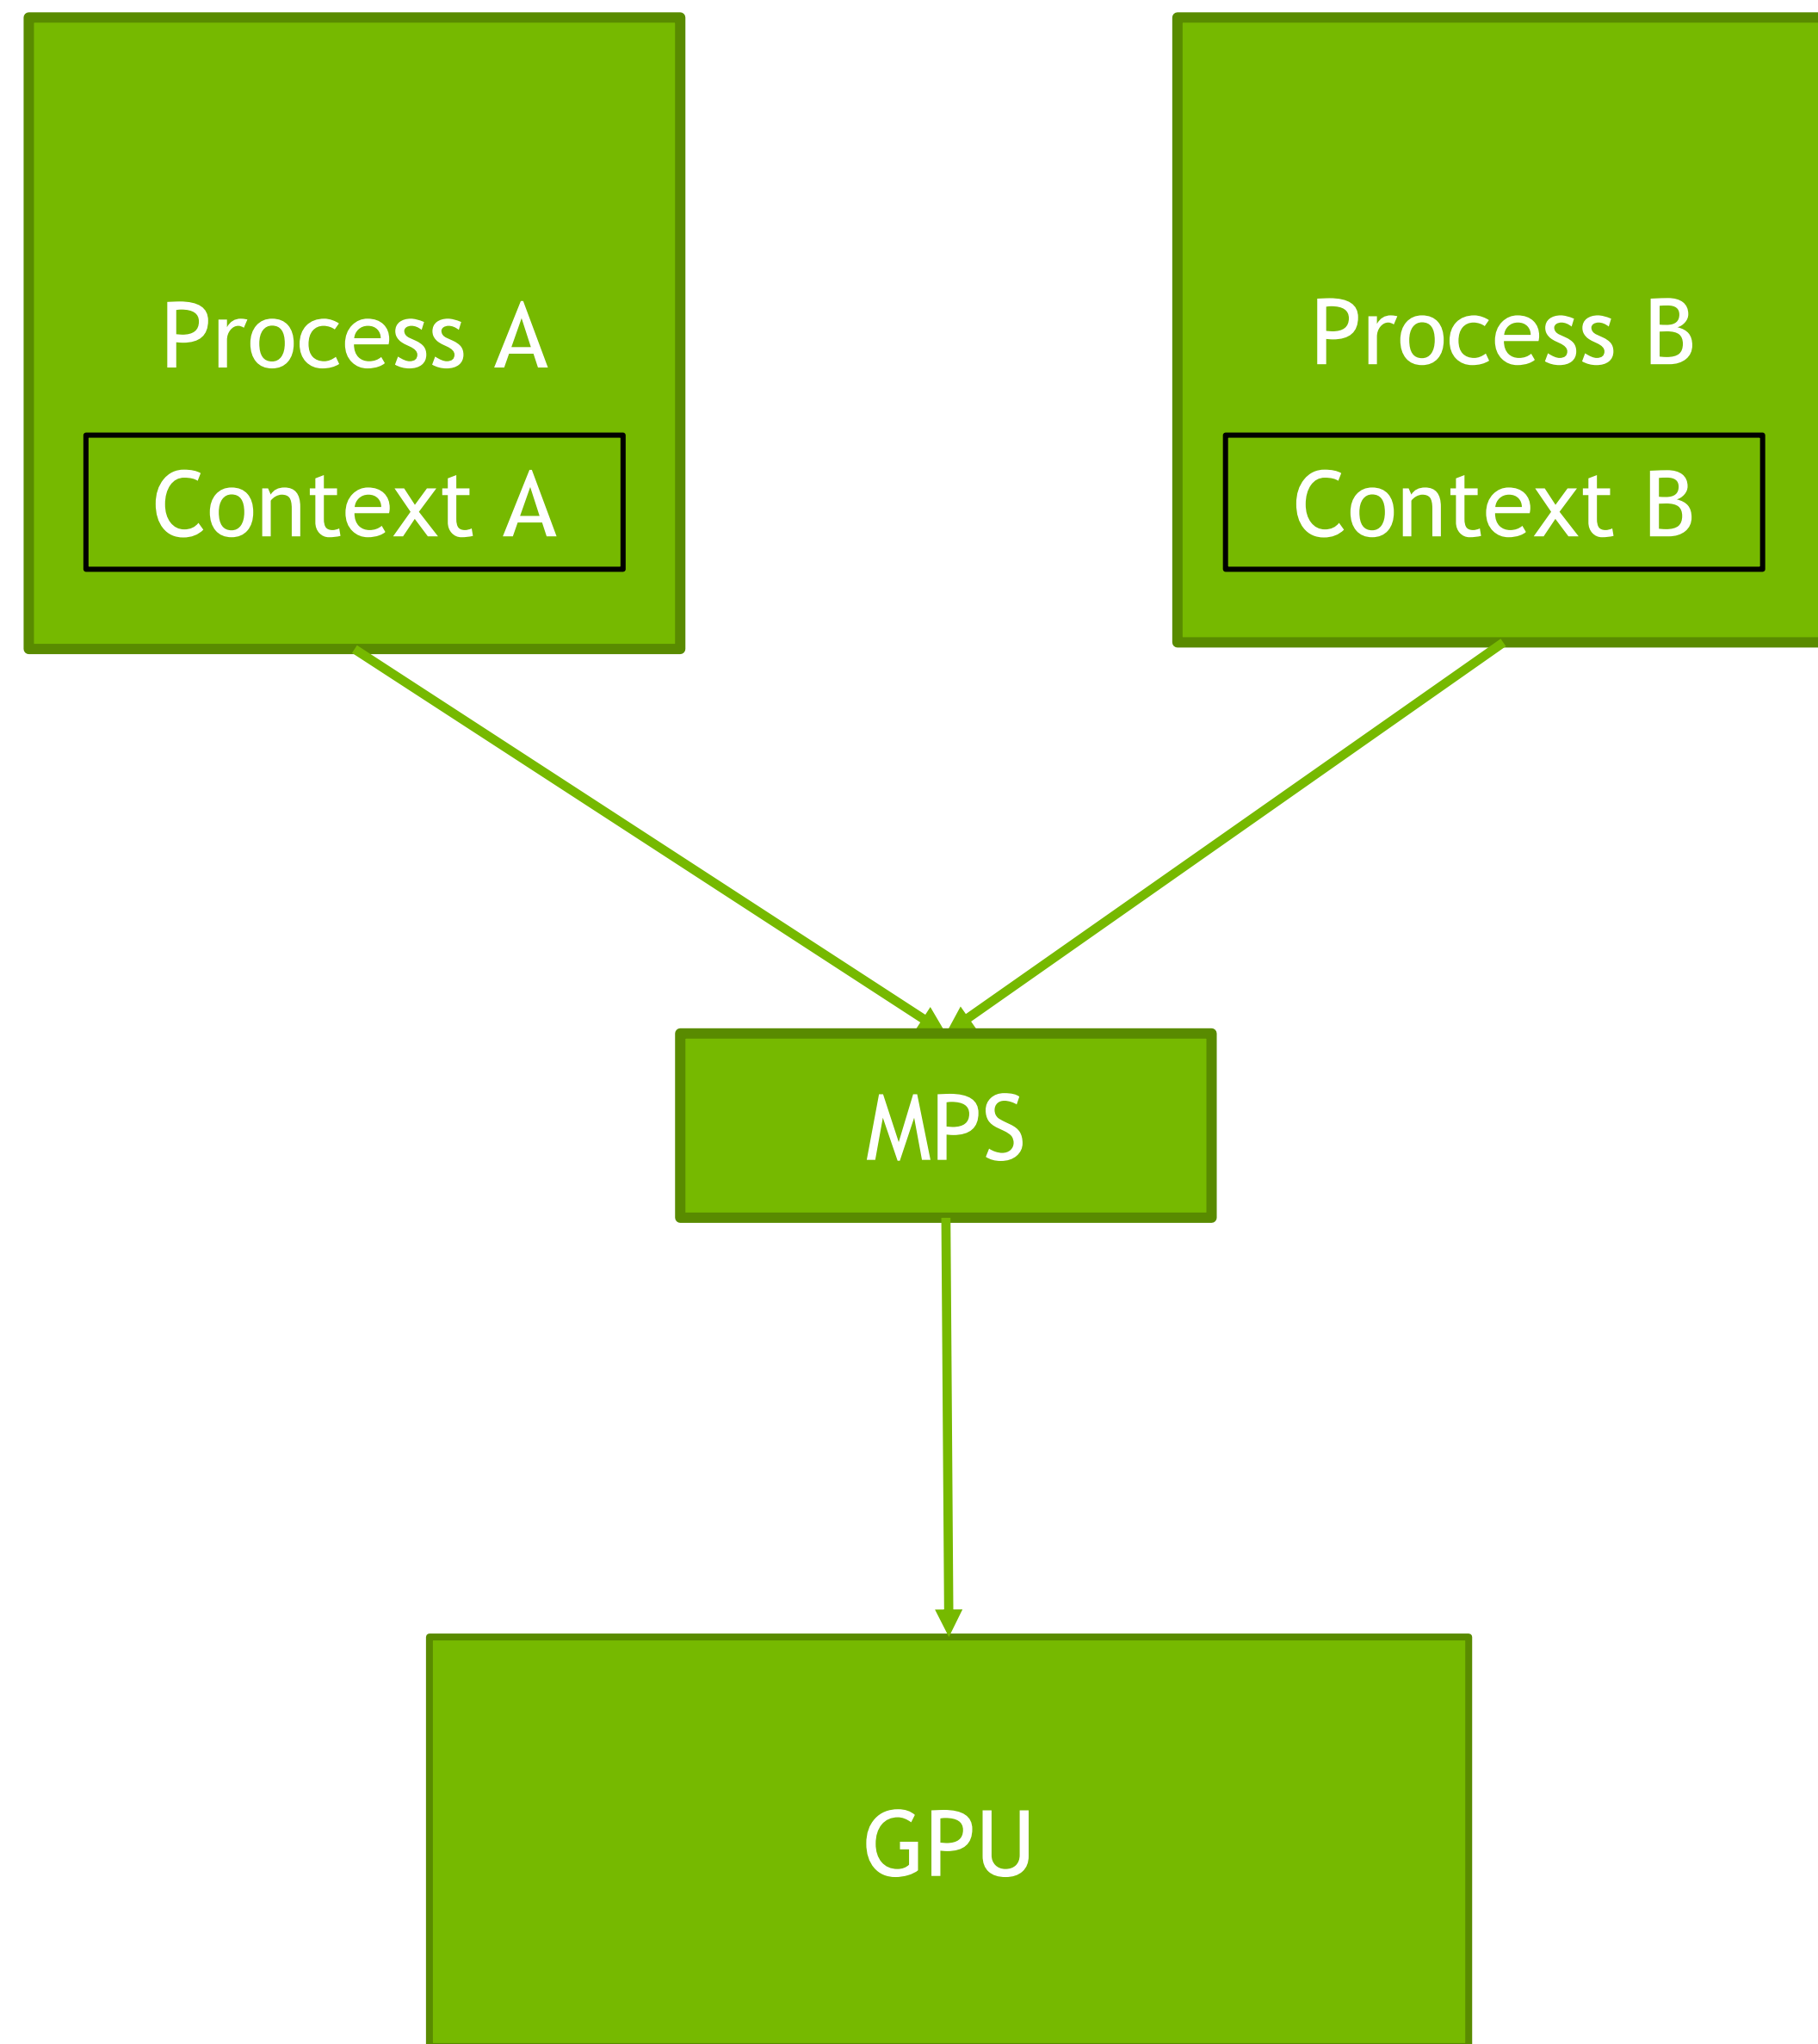 Process A
Context A
Process B
Context B
MPS
GPU